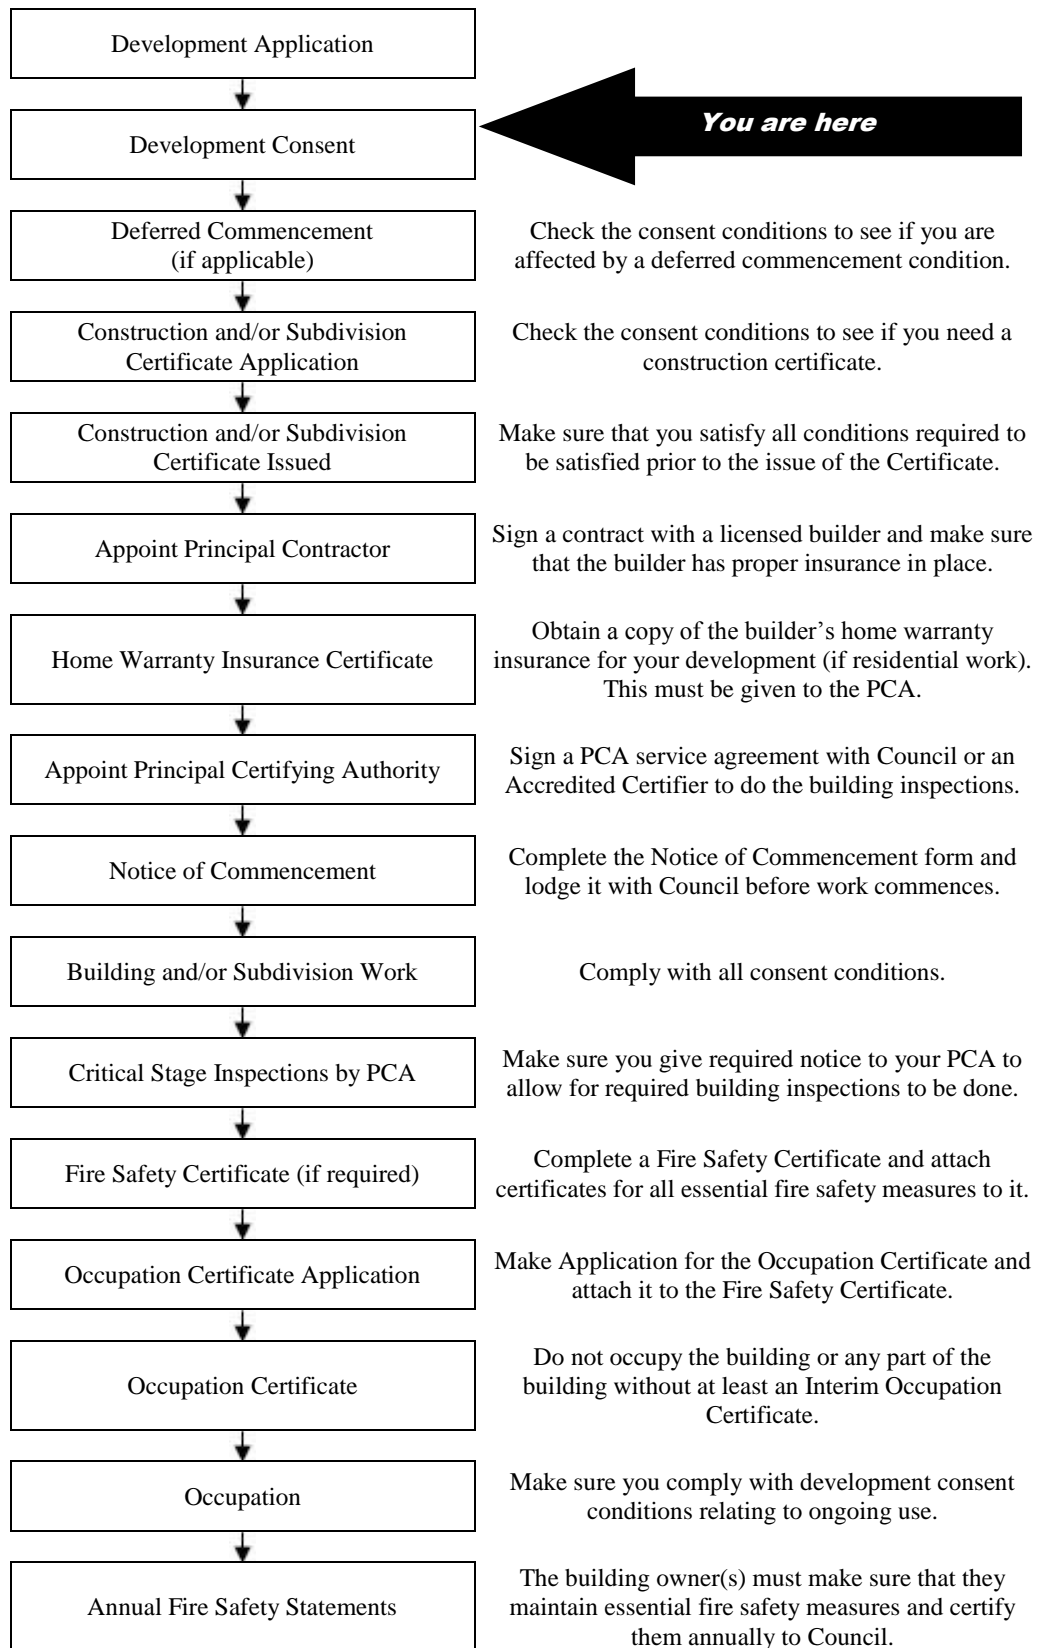 Development Application
You are here
Development Consent
Deferred Commencement
(if applicable)
Check the consent conditions to see if you are
affected by a deferred commencement condition.
Construction and/or Subdivision
Certificate Application
Check the consent conditions to see if you need a
construction certificate.
Construction and/or Subdivision
Certificate Issued
Make sure that you satisfy all conditions required to
be satisfied prior to the issue of the Certificate.
Appoint Principal Contractor
Sign a contract with a licensed builder and make sure
that the builder has proper insurance in place.
Home Warranty Insurance Certificate
Obtain a copy of the builder’s home warranty
insurance for your development (if residential work).
This must be given to the PCA.
Appoint Principal Certifying Authority
Sign a PCA service agreement with Council or an
Accredited Certifier to do the building inspections.
Notice of Commencement
Complete the Notice of Commencement form and
lodge it with Council before work commences.
Building and/or Subdivision Work
Comply with all consent conditions.
Critical Stage Inspections by PCA
Make sure you give required notice to your PCA to
allow for required building inspections to be done.
Fire Safety Certificate (if required)
Complete a Fire Safety Certificate and attach
certificates for all essential fire safety measures to it.
Occupation Certificate Application
Make Application for the Occupation Certificate and
attach it to the Fire Safety Certificate.
Occupation Certificate
Do not occupy the building or any part of the
building without at least an Interim Occupation
Certificate.
Occupation
Make sure you comply with development consent
conditions relating to ongoing use.
Annual Fire Safety Statements
The building owner(s) must make sure that they
maintain essential fire safety measures and certify
them annually to Council.